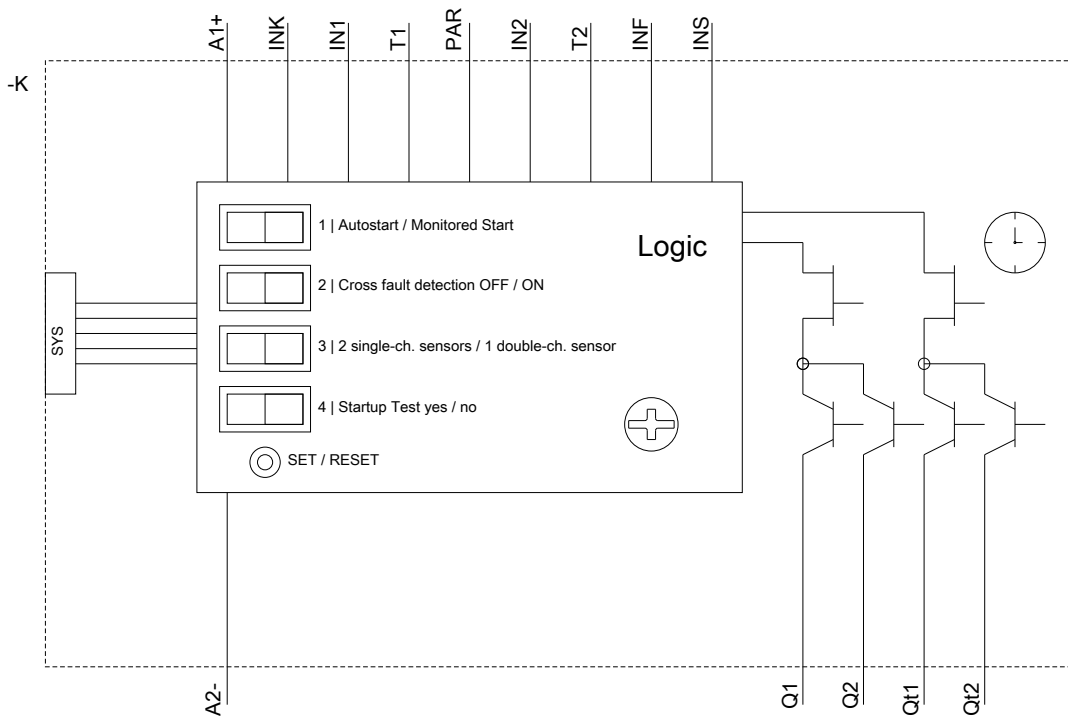 A1+ INK IN1 T1 PAR IN2 T2 INF INS
-K
1 | Autostart / Monitored Start
Logic
2 | Cross fault detection OFF / ON
SYS
3 | 2 single-ch. sensors / 1 double-ch. sensor
4 | Startup Test yes / no
SET / RESET
A2- Q1 Q2 Qt1 Qt2